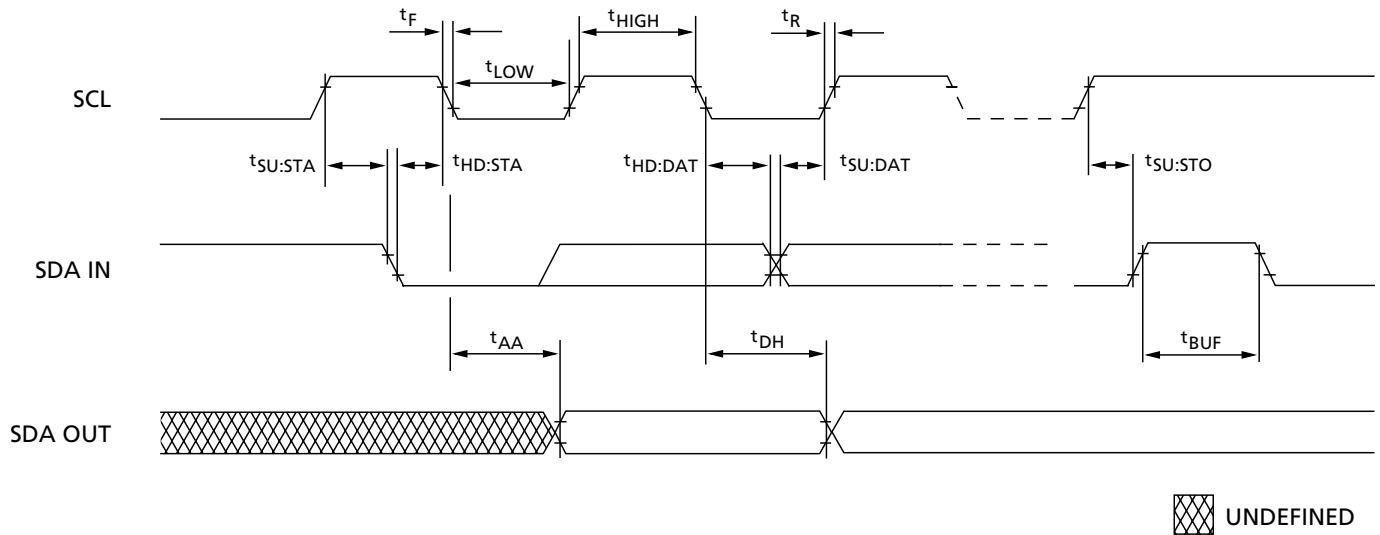 tF
tHIGH
tR
tLOW
SCL
tSU:STA
tHD:STA
tHD:DAT
tSU:DAT
tSU:STO
SDA IN
tAA
tDH
tBUF
SDA OUT
UNDEFINED